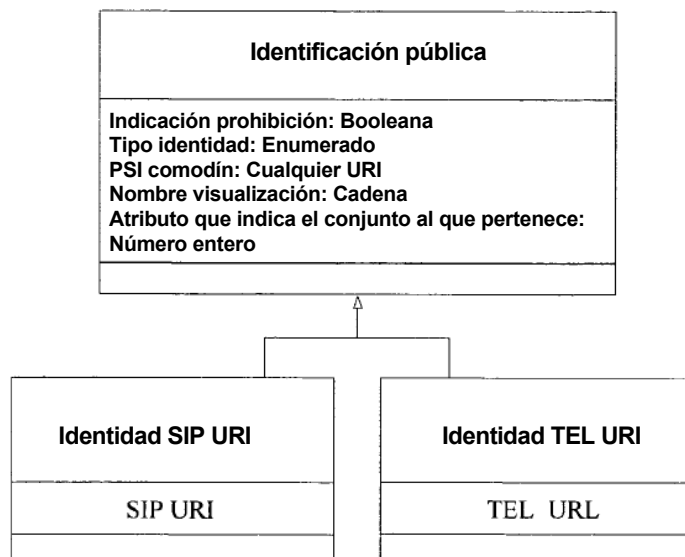 Identificación pública
Indicación prohibición: Booleana
Tipo identidad: Enumerado
PSI comodín: Cualquier URI
Nombre visualización: Cadena
Atributo que indica el conjunto al que pertenece:
Número entero
Identidad SIP URI
Identidad TEL URI
SIP URI
TEL URL